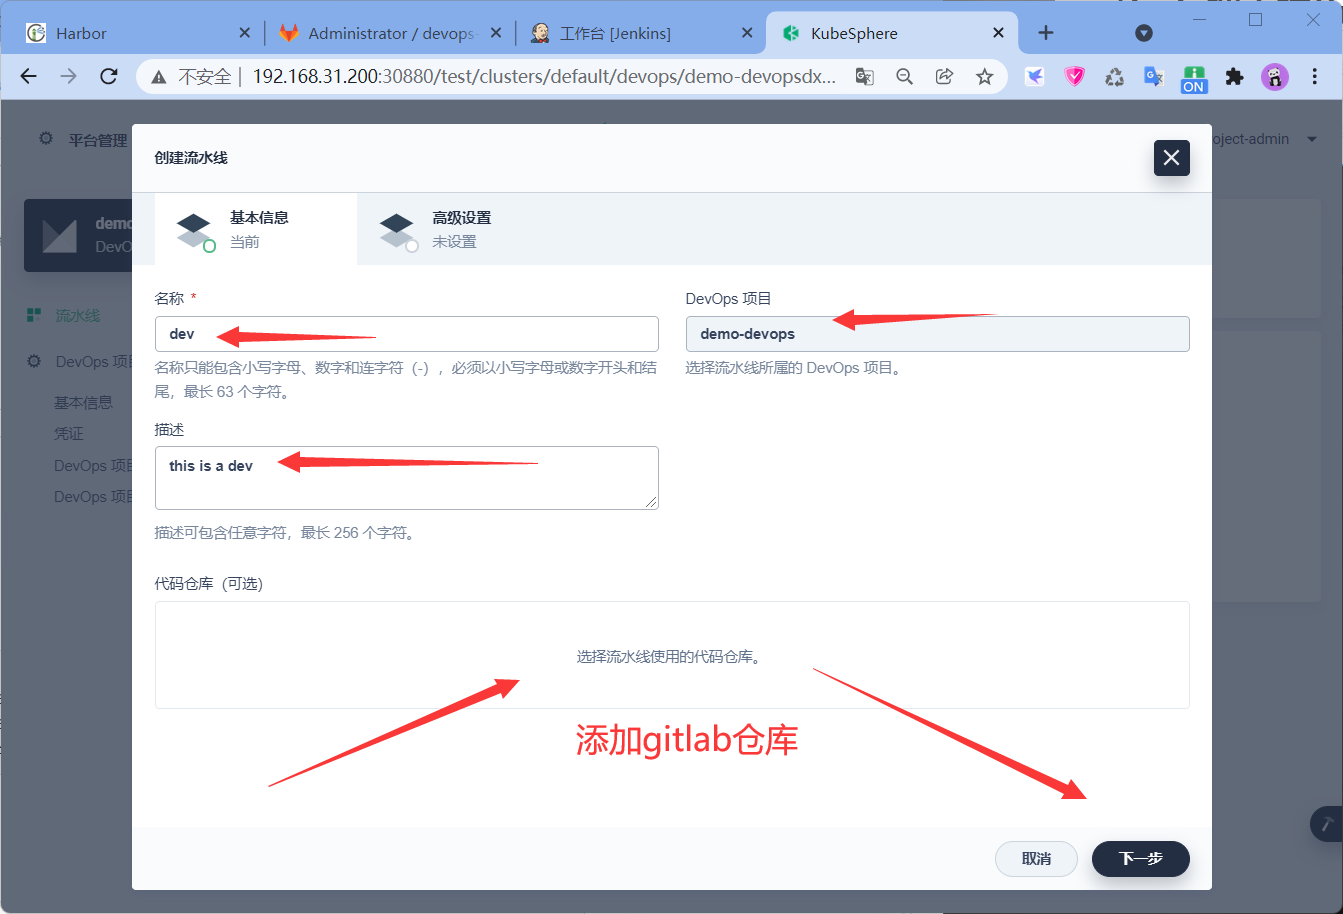 Harbor
Administrator / devops-
工作台 [Jenkins]
KubeSphere
不安全
192.168.31.200:30880/test/clusters/default/devops/demo-devopsdx...
ON
平台管理
oject-admin
创建流水线
demo
DevO
基本信息
当前
高级设置
未设置
流水线
DevOps 项目
基本信息
凭证
DevOps 项目
DevOps 项目
名称 *
dev
名称只能包含小写字母、数字和连字符（-），必须以小写字母或数字开头和结
尾，最长 63 个字符。
DevOps 项目
demo-devops
选择流水线所属的 DevOps 项目。
描述
this is a dev
描述可包含任意字符，最长 256 个字符。
代码仓库（可选）
选择流水线使用的代码仓库。
添加gitlab仓库
取消
下一步